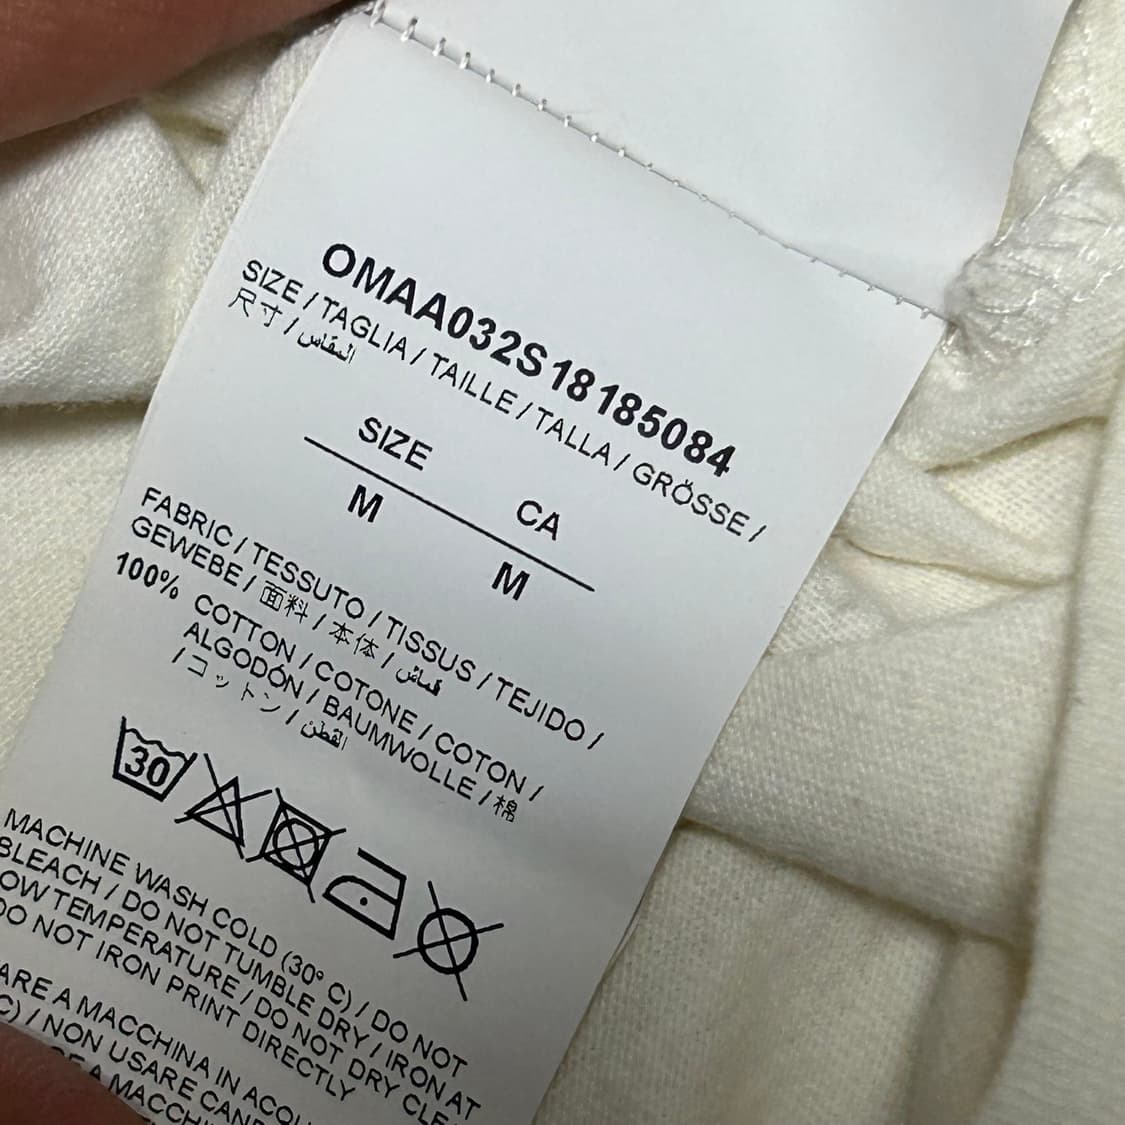 OMAA032S18185084
SIZE / TAGLIA / TAILLE / TALLA / GRÖSSE /
尺寸 / المقاس
SIZE CA
M M
FABRIC / TESSUTO / TISSUS / TEJIDO /
GEWEBE / 面料 / 本体 / قماش
100% COTTON / COTONE / COTON /
ALGODÓN / BAUMWOLLE / 棉
/ コットン / القطن
30
MACHINE WASH COLD (30° C) / DO NOT
BLEACH / DO NOT TUMBLE DRY / IRON AT
LOW TEMPERATURE / DO NOT DRY CLE
DO NOT IRON PRINT DIRECTLY
ARE A MACCHINA IN ACQU
C) / NON USARE CAND
A MACCHI